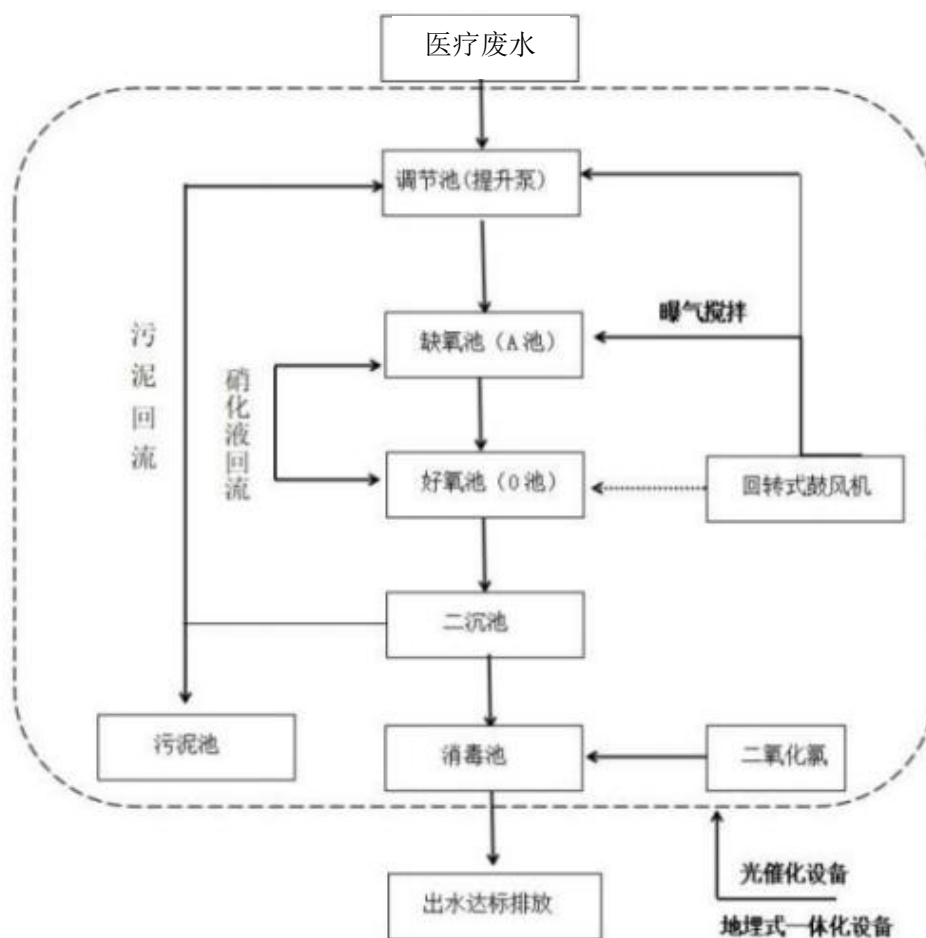 医疗废水
调节池(提升泵)
曝气搅拌
缺氧池（A池）
污泥回流
硝化液回流
好氧池（O池）
回转式鼓风机
二沉池
污泥池
消毒池
二氧化氯
光催化设备
出水达标排放
地埋式一体化设备